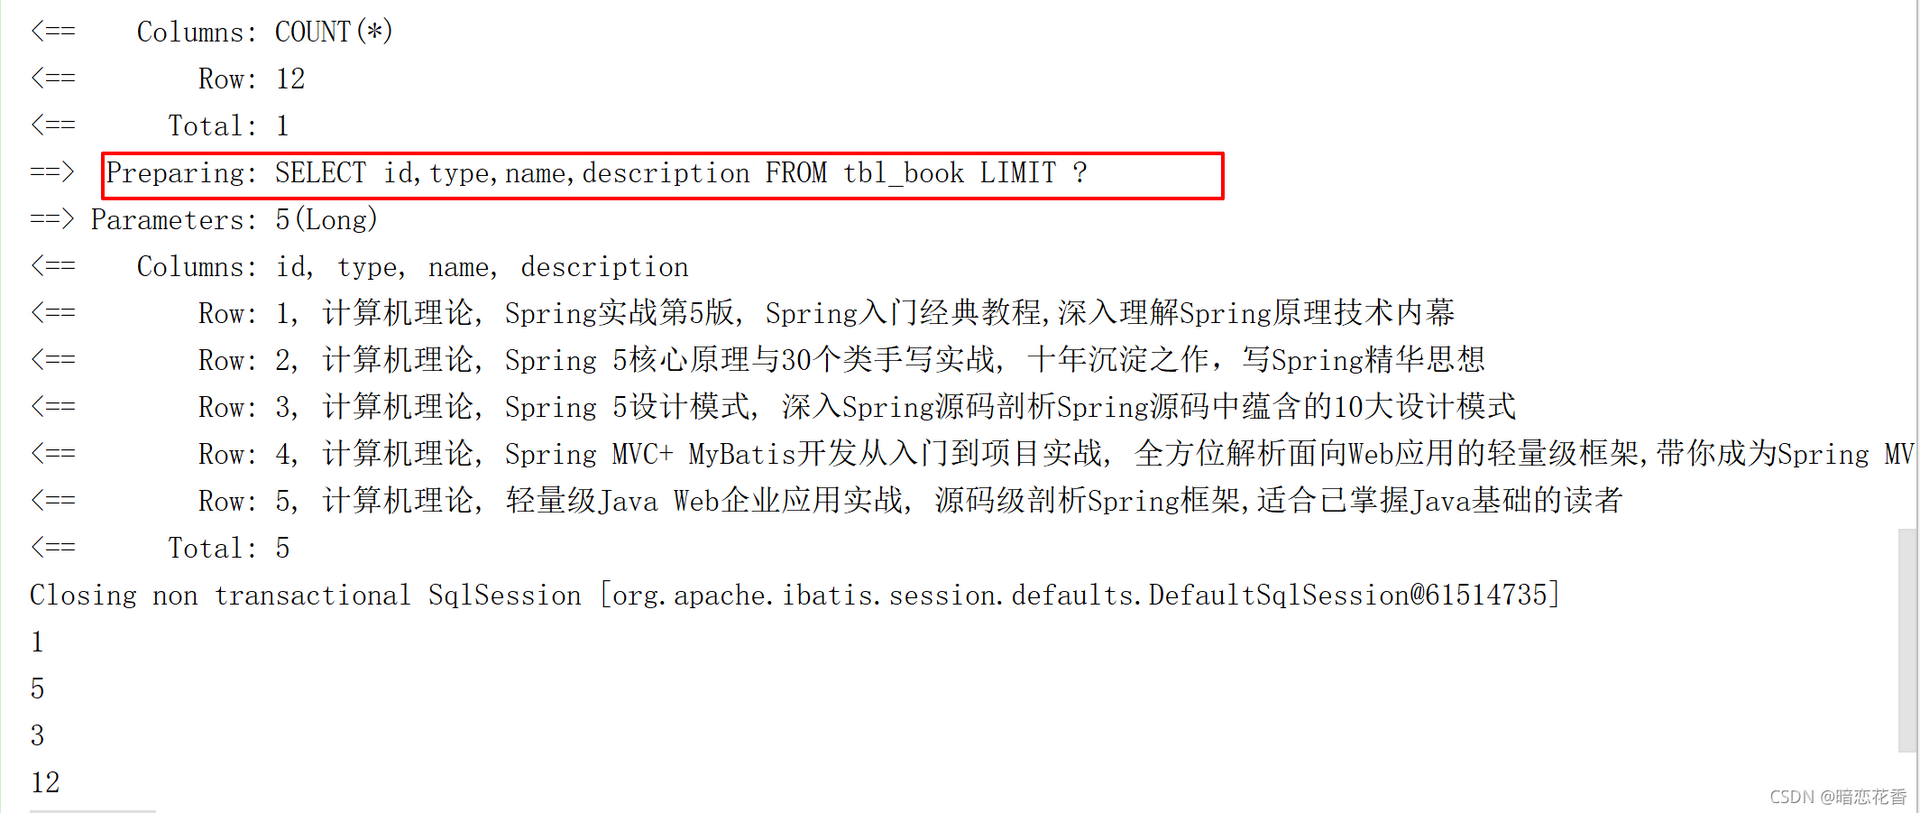 <==    Columns: COUNT(*)
<==        Row: 12
<==      Total: 1
==>  Preparing: SELECT id,type,name,description FROM tbl_book LIMIT ?
==> Parameters: 5(Long)
<==    Columns: id, type, name, description
<==        Row: 1, 计算机理论, Spring实战第5版, Spring入门经典教程,深入理解Spring原理技术内幕
<==        Row: 2, 计算机理论, Spring 5核心原理与30个类手写实战, 十年沉淀之作，写Spring精华思想
<==        Row: 3, 计算机理论, Spring 5设计模式, 深入Spring源码剖析Spring源码中蕴含的10大设计模式
<==        Row: 4, 计算机理论, Spring MVC+ MyBatis开发从入门到项目实战, 全方位解析面向Web应用的轻量级框架,带你成为Spring MV
<==        Row: 5, 计算机理论, 轻量级Java Web企业应用实战, 源码级剖析Spring框架,适合已掌握Java基础的读者
<==      Total: 5
Closing non transactional SqlSession [org.apache.ibatis.session.defaults.DefaultSqlSession@61514735]
1
5
3
12
CSDN @暗恋花香